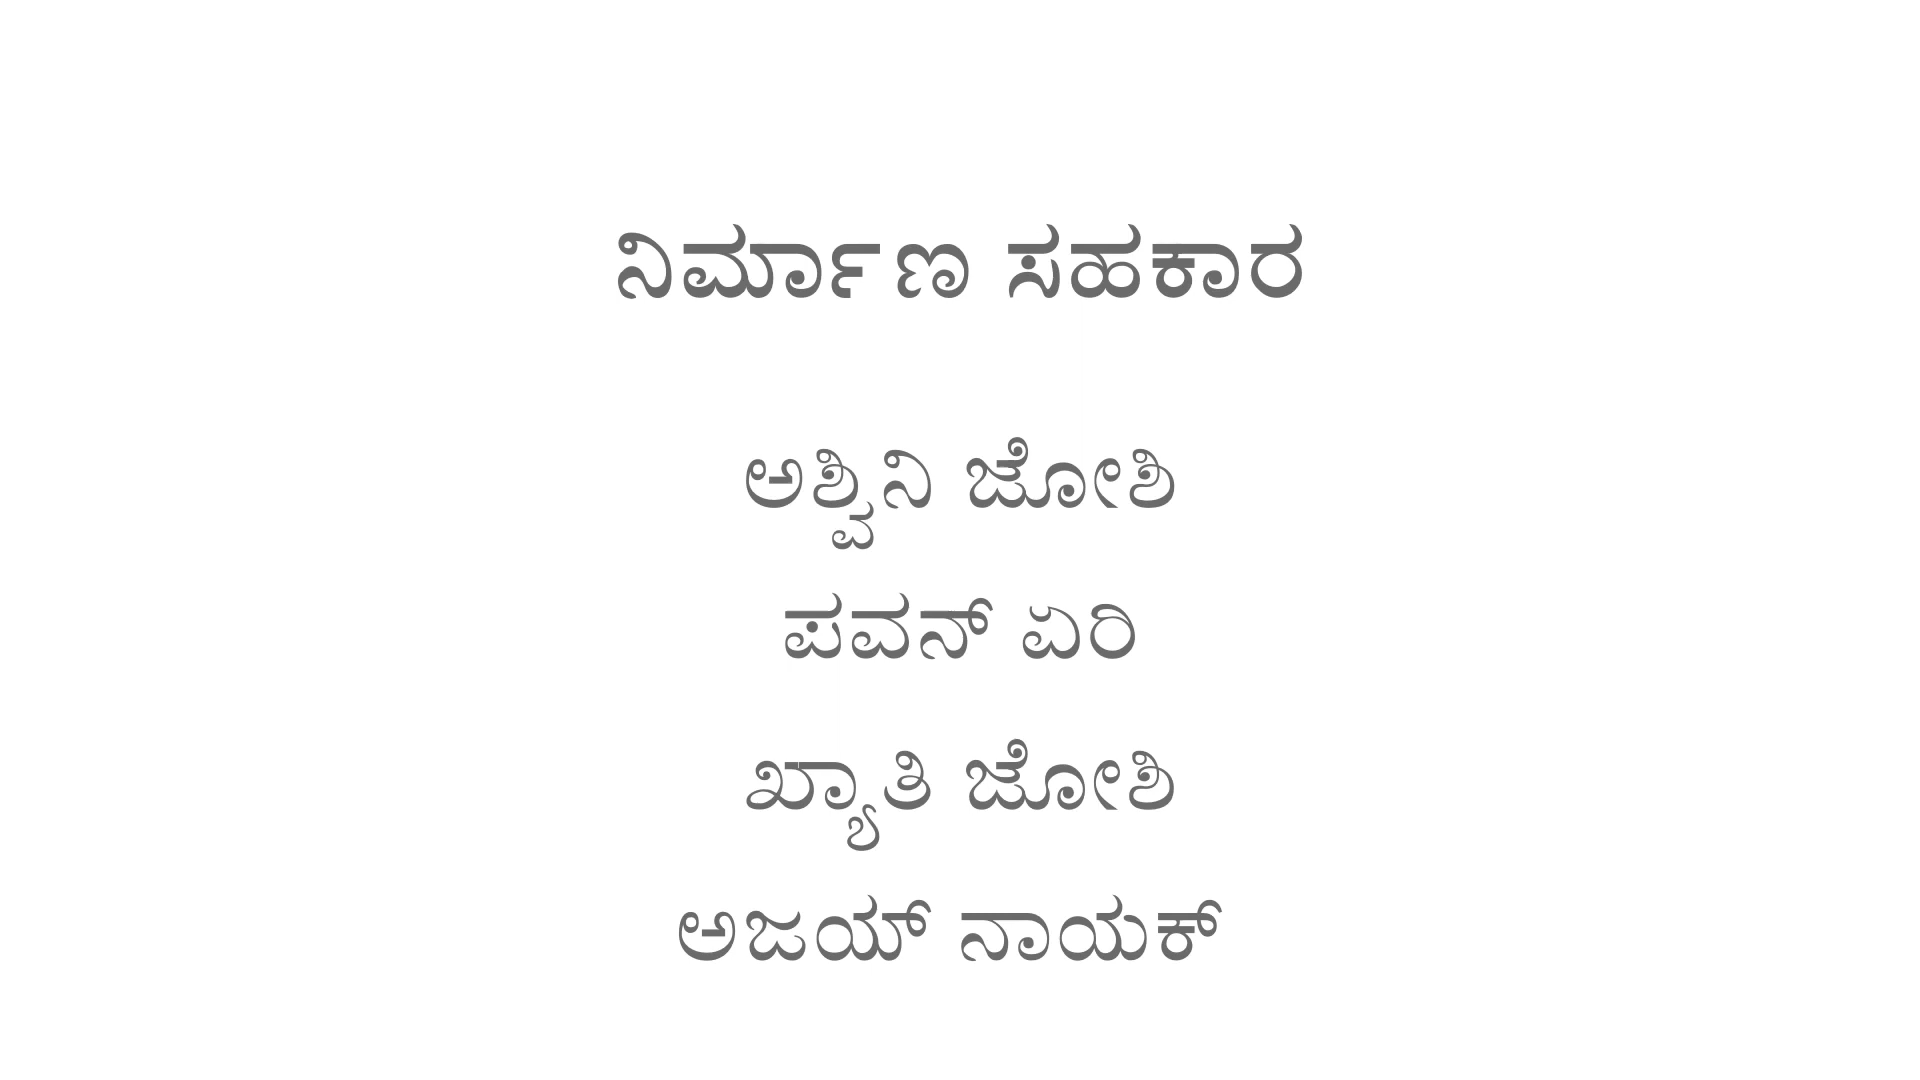 ನಿರ್ಮಾಣ ಸಹಕಾರ
ಅಶ್ವಿನಿ ಜೋಶಿ
ಪವನ್ ಏರಿ
ಖ್ಯಾತಿ ಜೋಶಿ
ಅಜಯ್ ನಾಯಕ್